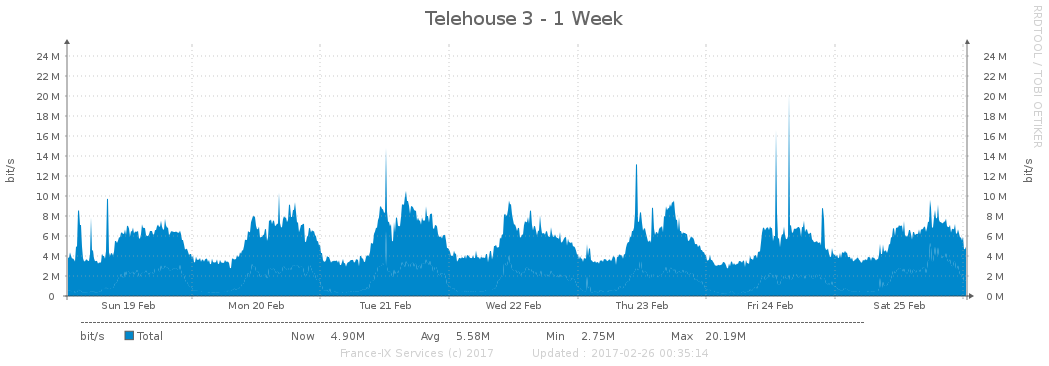 Telehouse 3 - 1 Week
RRDTOOL / TOBI OETIKER
bit/s
24 M 24 M
22 M 22 M
20 M 20 M
18 M 18 M
16 M 16 M
14 M 14 M
12 M 12 M
10 M 10 M
8 M 8 M
6 M 6 M
4 M 4 M
2 M 2 M
0 0 M
bit/s
Sun 19 Feb Mon 20 Feb Tue 21 Feb Wed 22 Feb Thu 23 Feb Fri 24 Feb Sat 25 Feb
bit/s Total Now 4.90M Avg 5.58M Min 2.75M Max 20.19M
France-IX Services (c) 2017 Updated : 2017-02-26 00:35:14